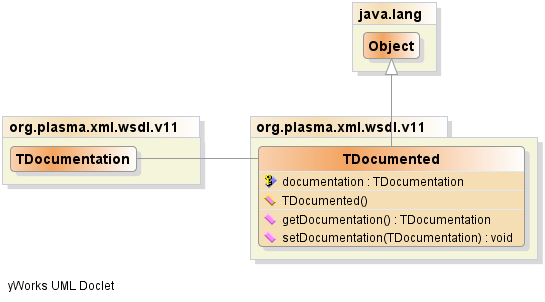 java.lang
Object
org.plasma.xml.wsdl.v11
TDocumentation
org.plasma.xml.wsdl.v11
TDocumented
documentation : TDocumentation
TDocumented()
getDocumentation() : TDocumentation
setDocumentation(TDocumentation) : void
yWorks UML Doclet